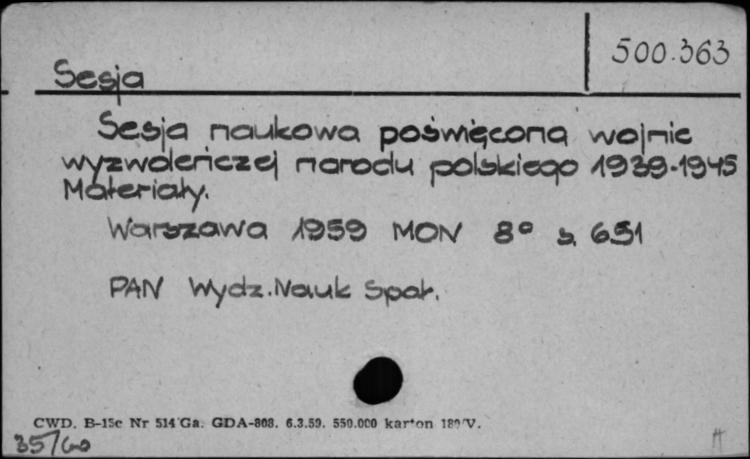 500.363
Sesja
Sesja naukowa poświęcona wojnie
wyzwoleńczej narodu polskiego 1939-1945
Materiały.
Warszawa 1959 MON 8° s. 651
PAN Wydz. Nauk Społ.
CWD. B-15c Nr 514 Ga. GDA-808. 6.3.59. 550.000 karton 180/V.
35/60